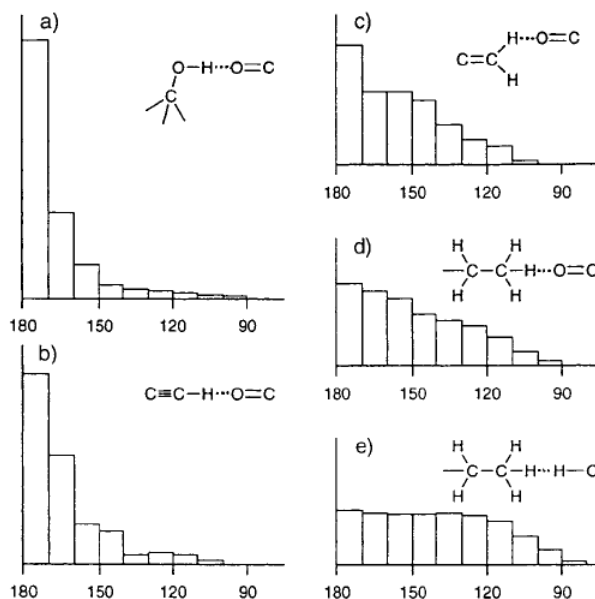 a)
O—H····O=C
C
180 150 120 90
b)
C≡C—H····O=C
180 150 120 90
c)
H····O=C
C=C
H
180 150 120 90
d)
H H
—C—C—H····O=C
H H
180 150 120 90
e)
H H
—C—C—H····H—C
H H
180 150 120 90